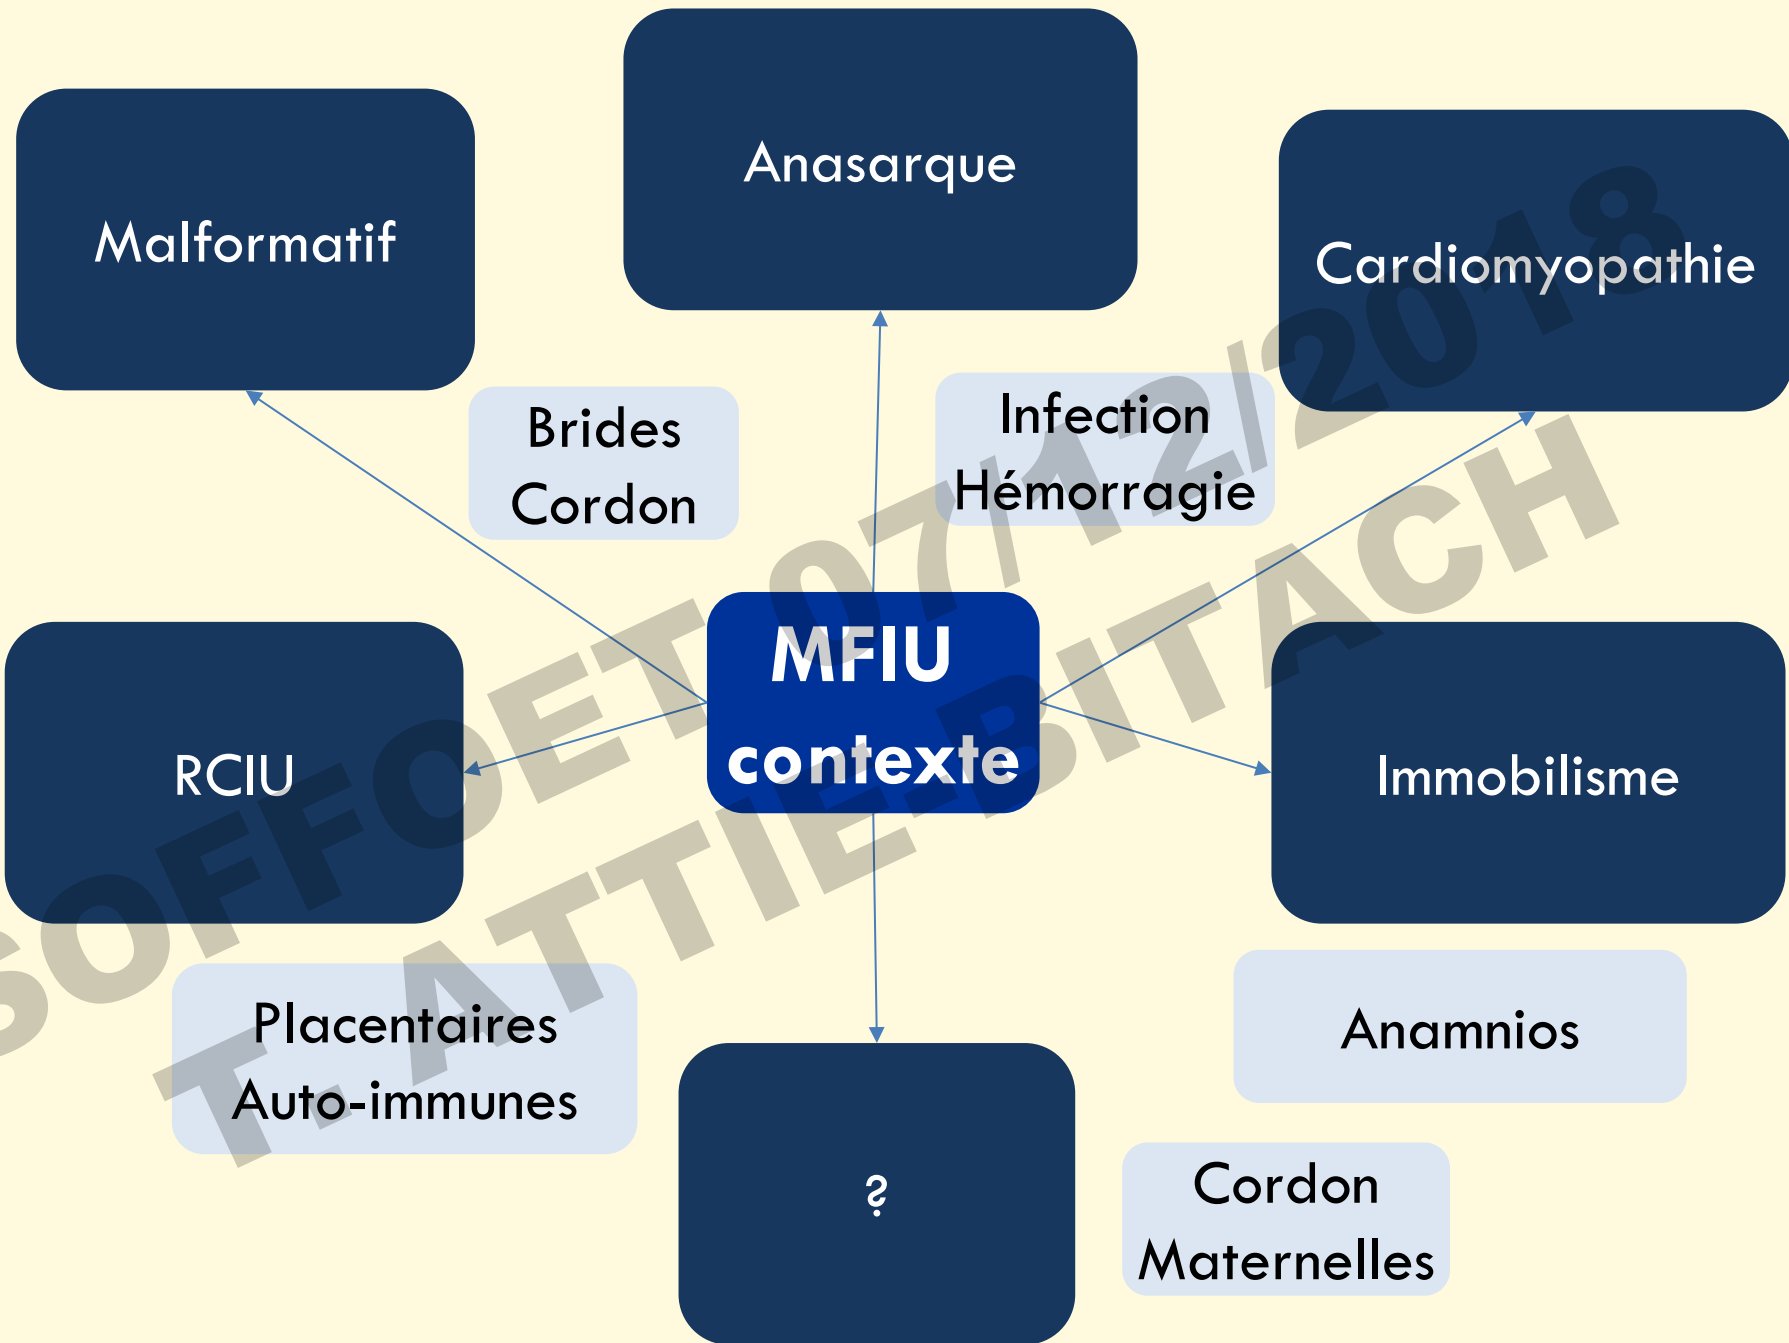 Anasarque
Malformatif
Cardiomyopathie
Brides
Cordon
Infection
Hémorragie
MFIU
contexte
RCIU
Immobilisme
Placentaires
Auto-immunes
Anamnios
?
Cordon
Maternelles
SOFFOET 07/12/2018
T. ATTIE-BITACH